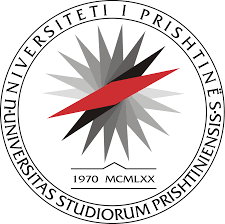 UNIVERSITETI I PRISHTINËS
UNIVERSITAS STUDIORUM PRISHTINIENSIS
1970 MCMLXX